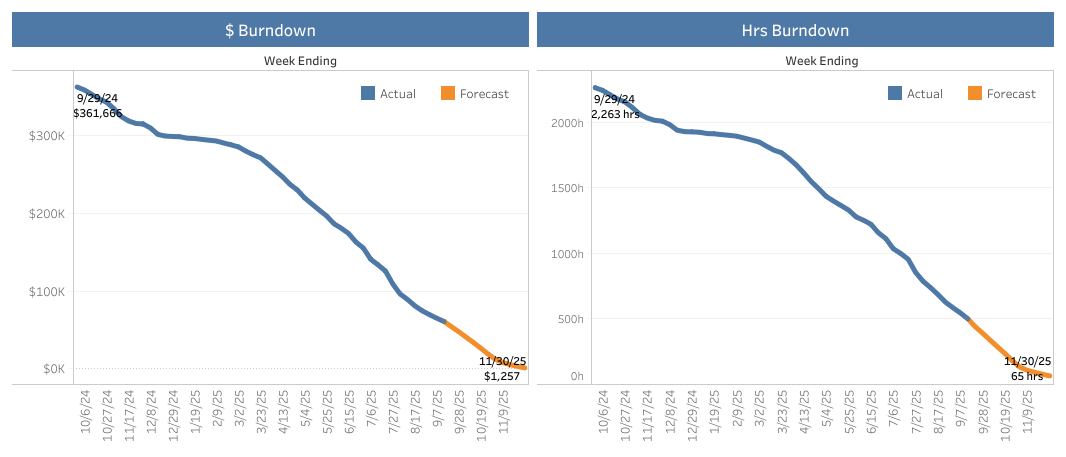 $ Burndown
Week Ending
Actual
Forecast
9/29/24
$361,666
$300K
$200K
$100K
$0K
11/30/25
$1,257
10/6/24
10/27/24
11/17/24
12/8/24
12/29/24
1/19/25
2/9/25
3/2/25
3/23/25
4/13/25
5/4/25
5/25/25
6/15/25
7/6/25
7/27/25
8/17/25
9/7/25
9/28/25
10/19/25
11/9/25
Hrs Burndown
Week Ending
Actual
Forecast
9/29/24
2,263 hrs
2000h
1500h
1000h
500h
0h
11/30/25
65 hrs
10/6/24
10/27/24
11/17/24
12/8/24
12/29/24
1/19/25
2/9/25
3/2/25
3/23/25
4/13/25
5/4/25
5/25/25
6/15/25
7/6/25
7/27/25
8/17/25
9/7/25
9/28/25
10/19/25
11/9/25